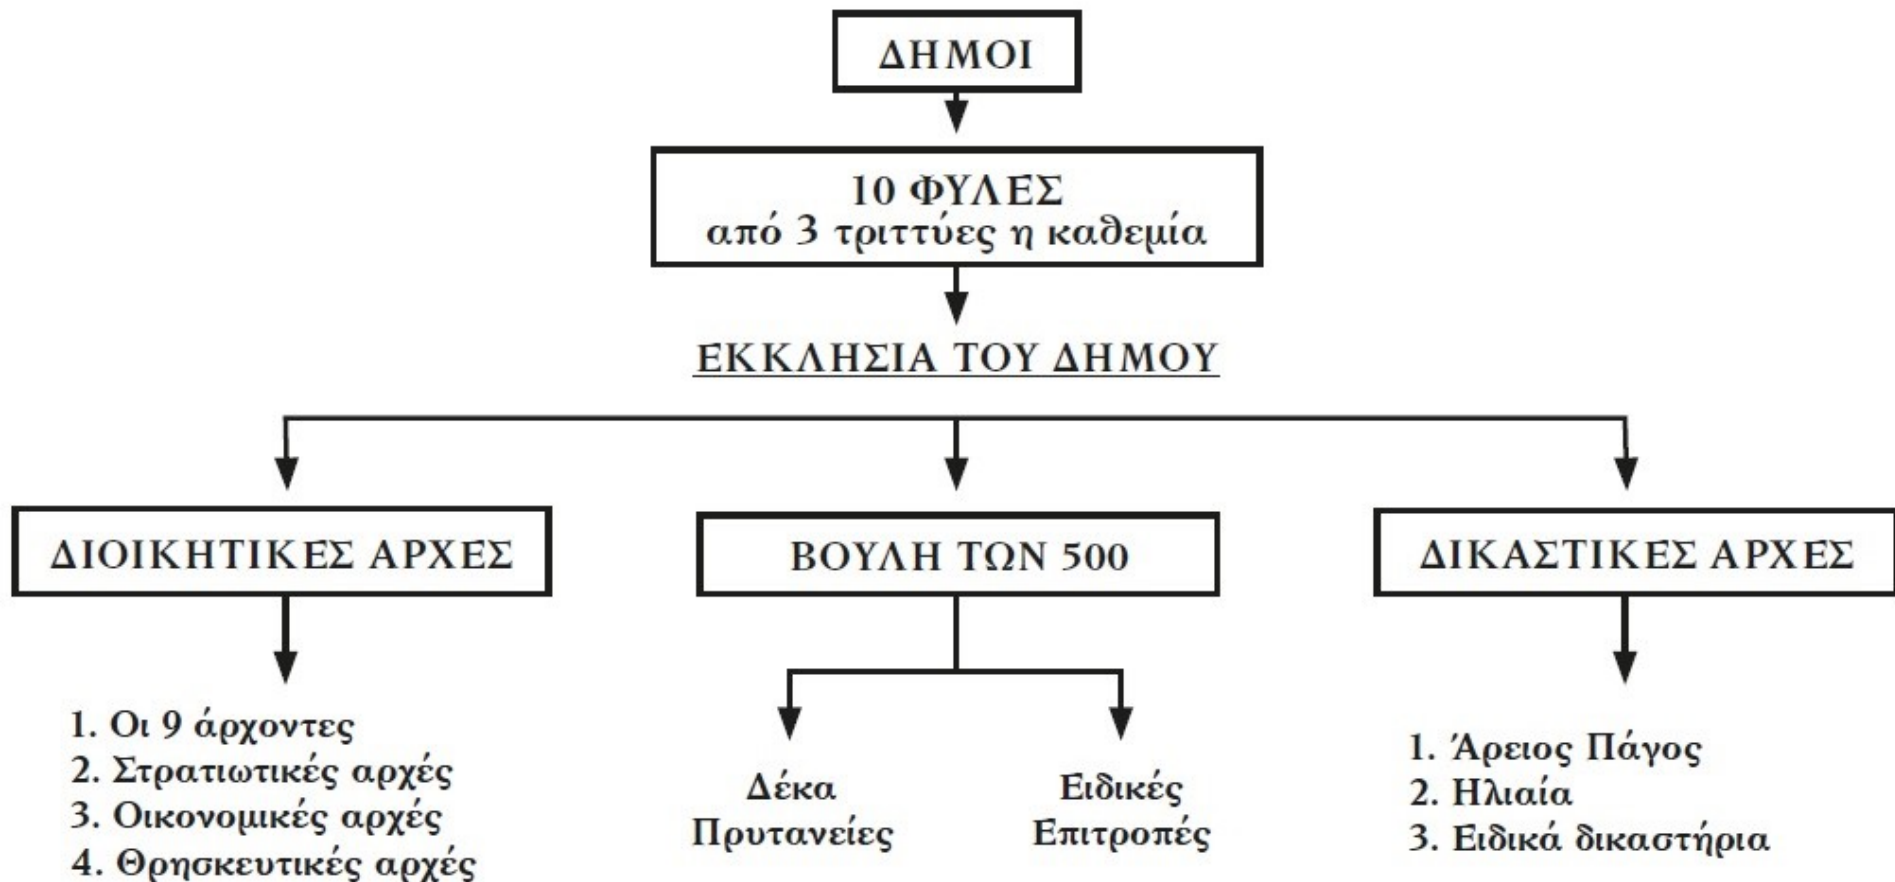 ΔΗΜΟΙ
10 ΦΥΛΕΣ
από 3 τριττύες η καθεμία
ΕΚΚΛΗΣΙΑ ΤΟΥ ΔΗΜΟΥ
ΔΙΟΙΚΗΤΙΚΕΣ ΑΡΧΕΣ
ΒΟΥΛΗ ΤΩΝ 500
ΔΙΚΑΣΤΙΚΕΣ ΑΡΧΕΣ
1. Οι 9 άρχοντες
2. Στρατιωτικές αρχές
3. Οικονομικές αρχές
4. Θρησκευτικές αρχές
Δέκα
Πρυτανείες
Ειδικές
Επιτροπές
1. Άρειος Πάγος
2. Ηλιαία
3. Ειδικά δικαστήρια